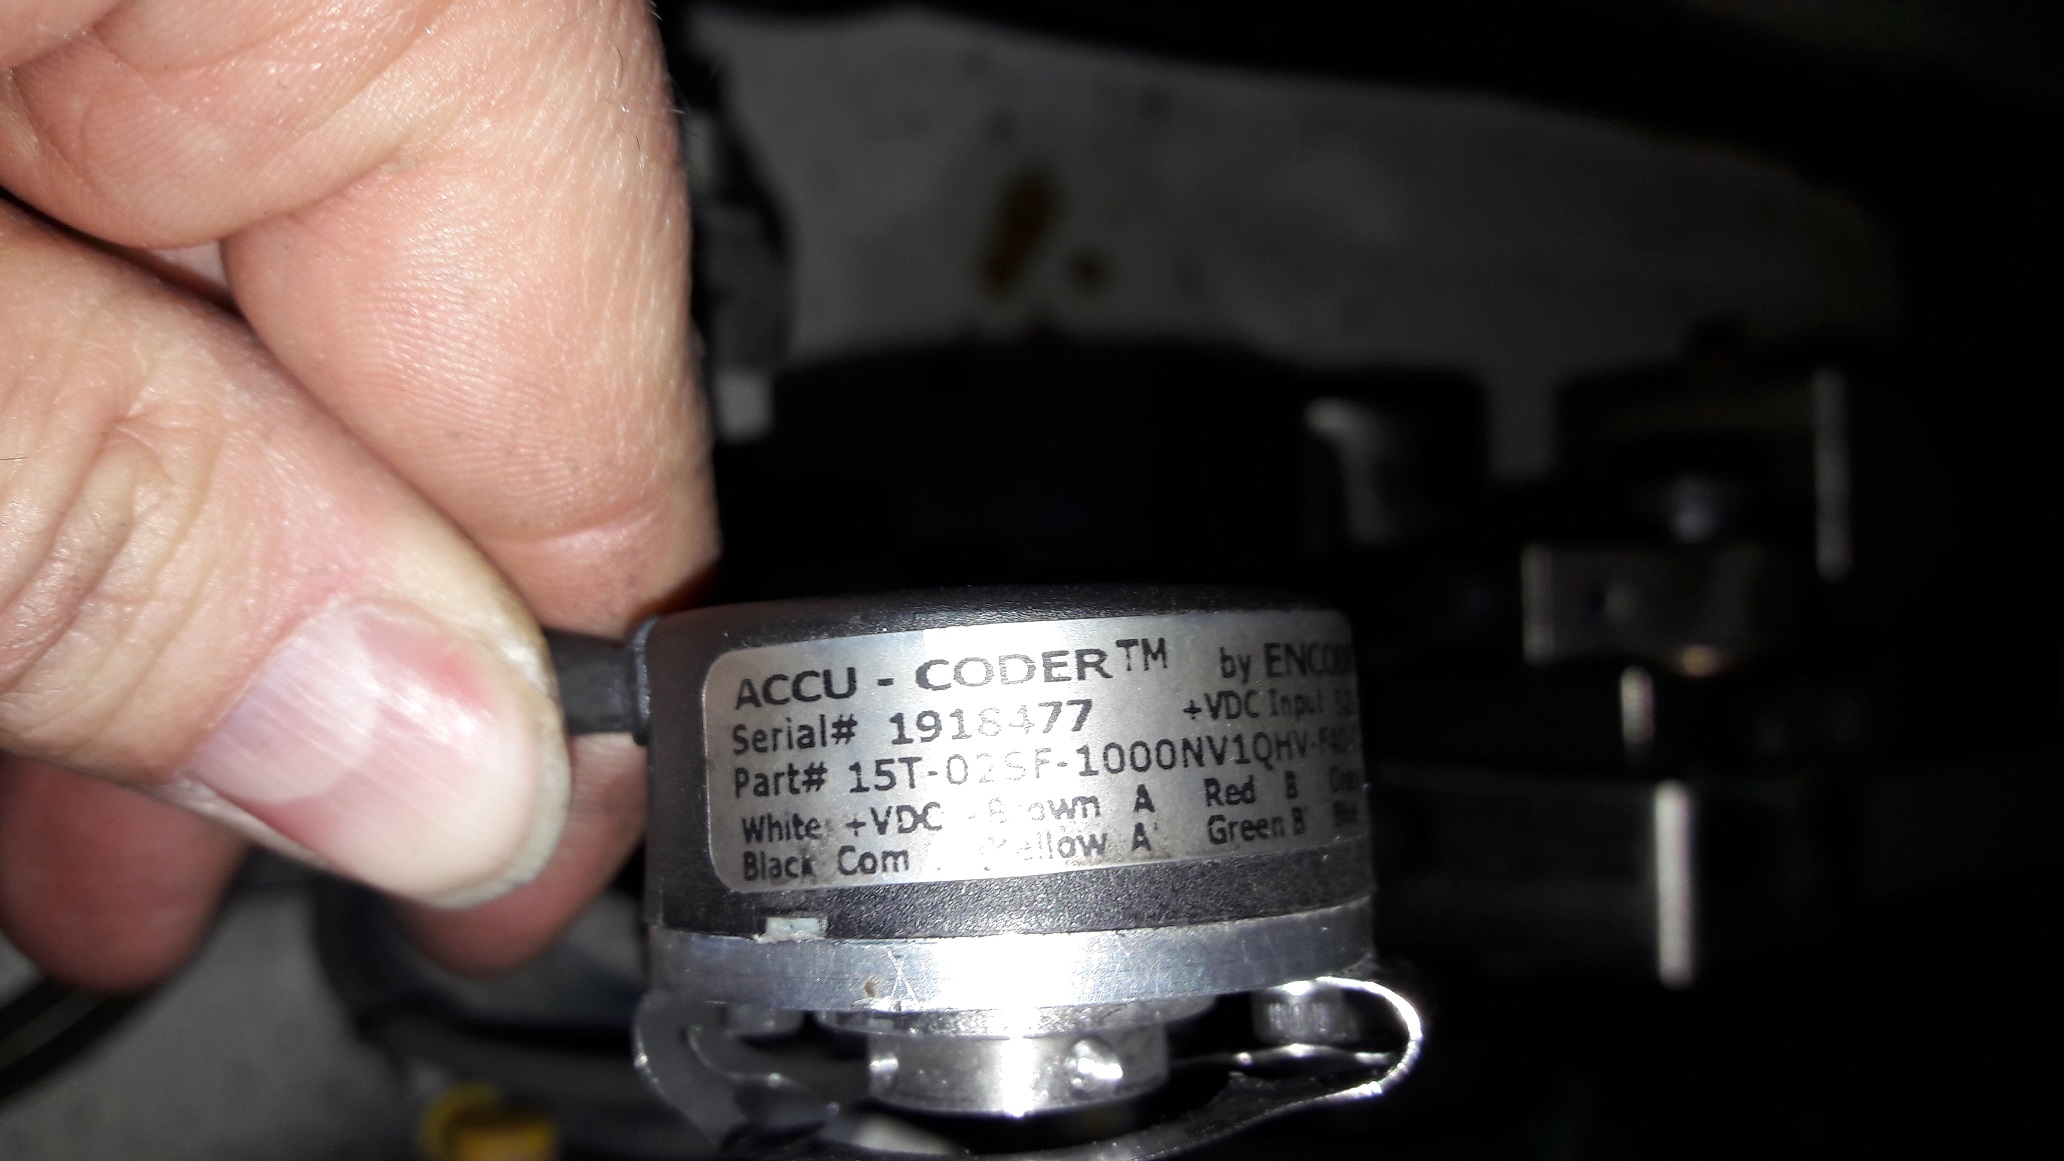 ACCU - CODER™ by ENCODER
Serial# 1918477 +VDC Input
Part# 15T-02SF-1000NV1QHV-F
White +VDC Brown A Red B
Black Com Yellow A' Green B'